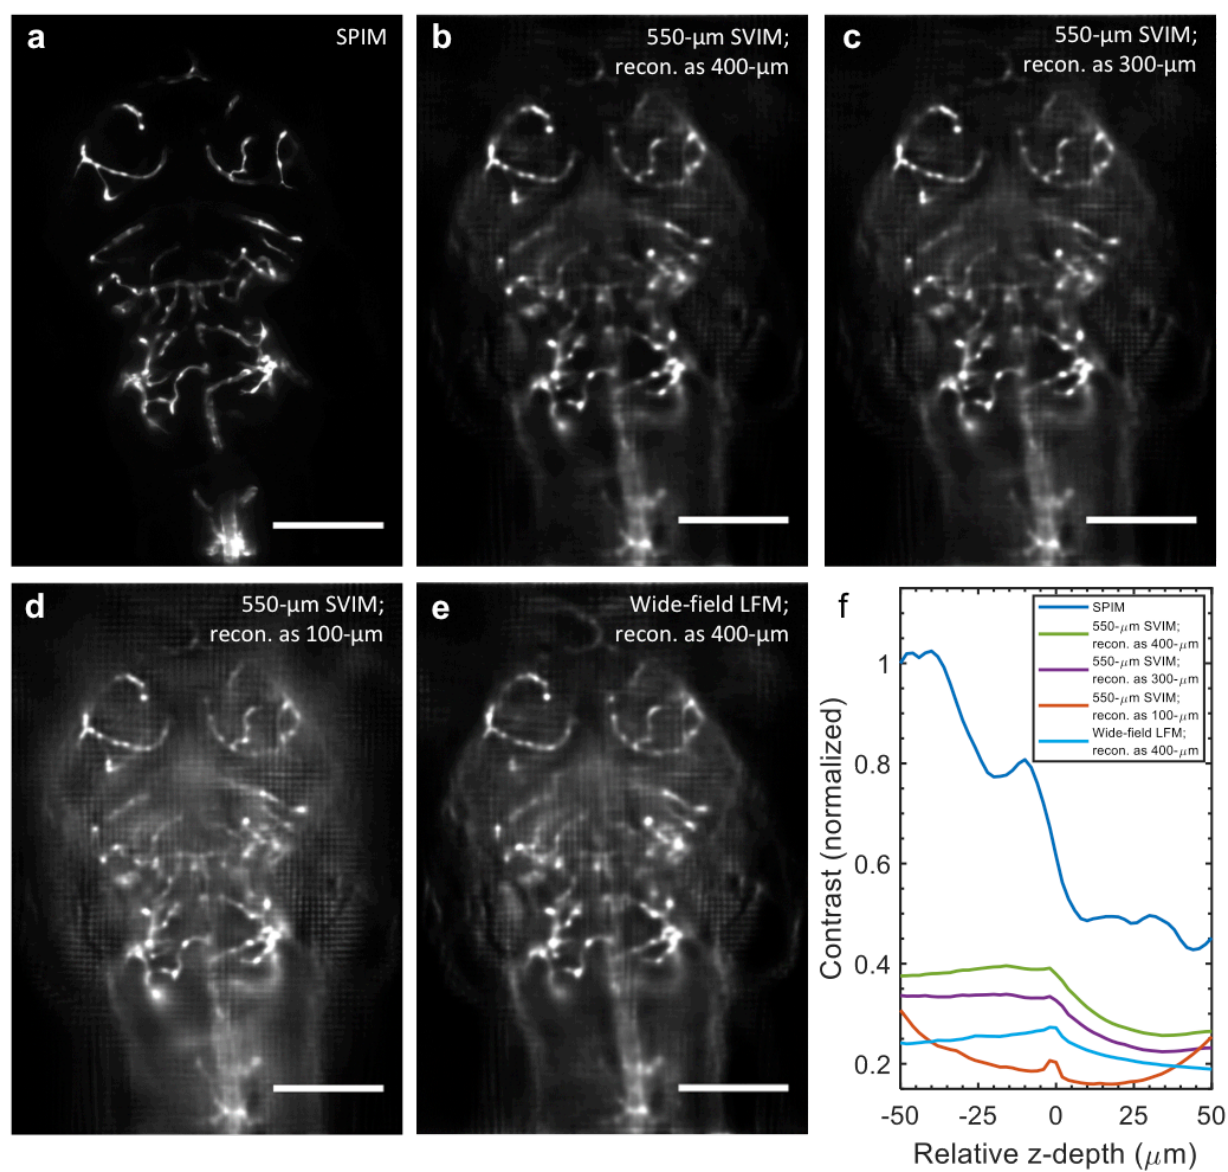 a
SPIM
b
550-µm SVIM;
recon. as 400-µm
c
550-µm SVIM;
recon. as 300-µm
d
550-µm SVIM;
recon. as 100-µm
e
Wide-field LFM;
recon. as 400-µm
f
SPIM
550-µm SVIM;
recon. as 400-µm
550-µm SVIM;
recon. as 300-µm
550-µm SVIM;
recon. as 100-µm
Wide-field LFM;
recon. as 400-µm
Contrast (normalized)
1
0.8
0.6
0.4
0.2
-50
-25
0
25
50
Relative z-depth (µm)